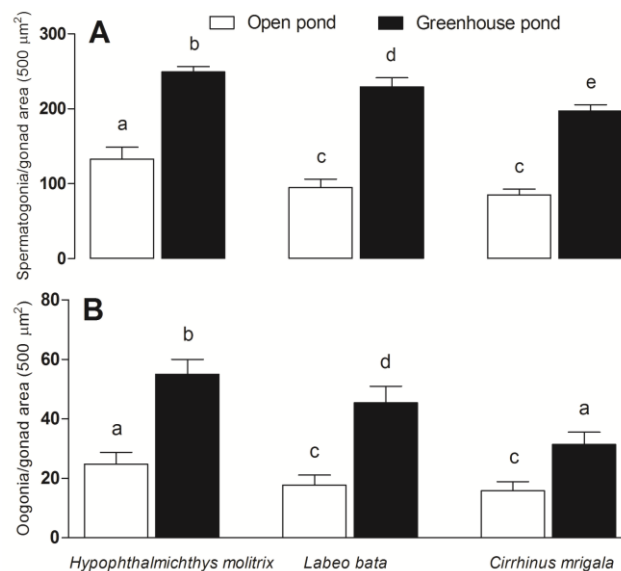 Open pond Greenhouse pond
A
Spermatogonia/gonad area (500 µm²)
300
200
100
0
a b c d c e
B
Oogonia/gonad area (500 µm²)
80
60
40
20
0
a b c d c a
Hypophthalmichthys molitrix Labeo bata Cirrhinus mrigala